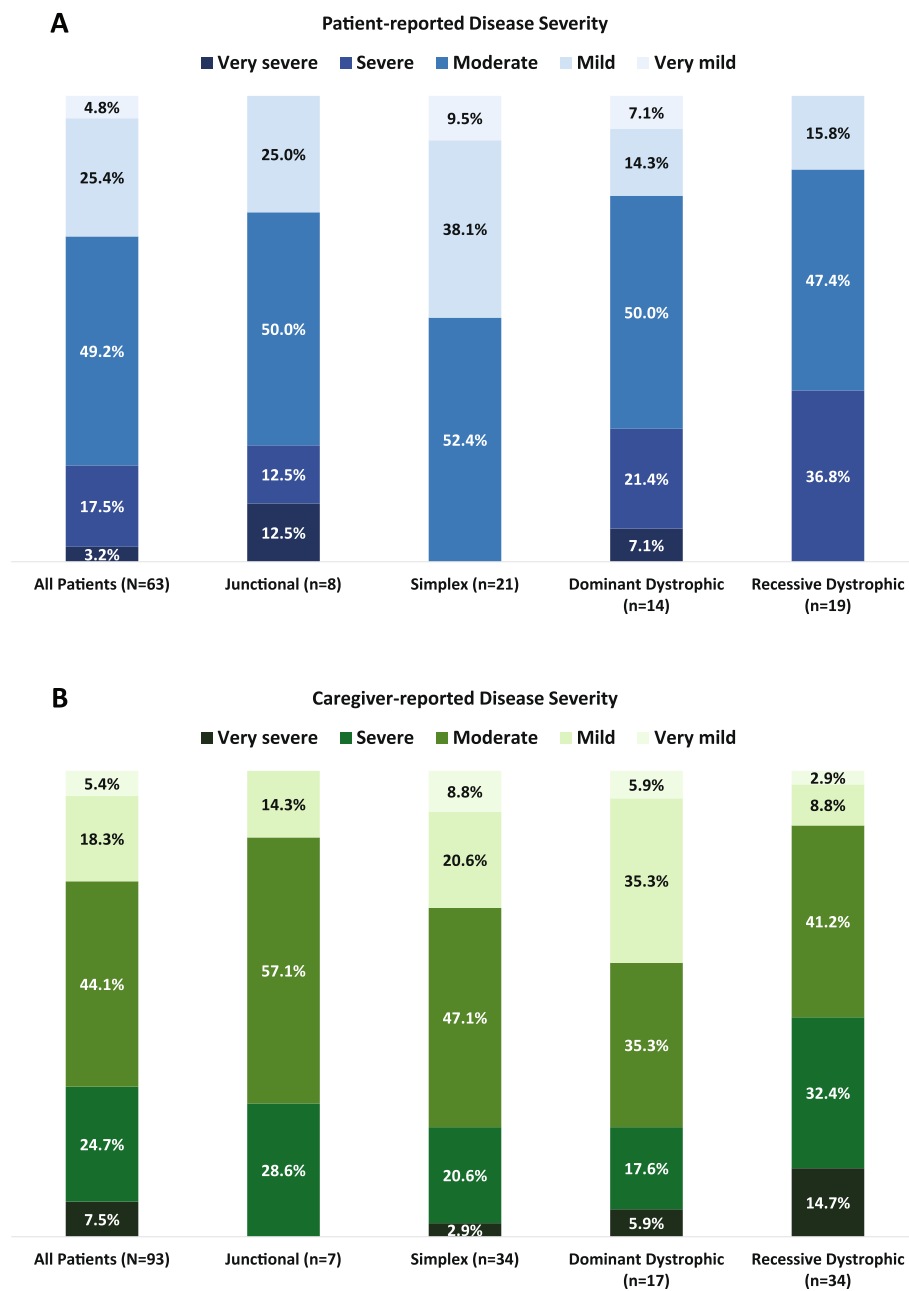 A
Patient-reported Disease Severity
Very severe Severe Moderate Mild Very mild
4.8% 9.5% 7.1% 15.8%
25.4% 25.0% 38.1% 14.3% 47.4%
49.2% 50.0% 52.4% 50.0% 36.8%
17.5% 12.5% 21.4%
3.2% 12.5% 7.1%
All Patients (N=63) Junctional (n=8) Simplex (n=21) Dominant Dystrophic Recessive Dystrophic
(n=14) (n=19)
B
Caregiver-reported Disease Severity
Very severe Severe Moderate Mild Very mild
5.4% 14.3% 8.8% 5.9% 2.9%
18.3% 57.1% 20.6% 35.3% 8.8%
44.1% 28.6% 47.1% 35.3% 41.2%
24.7% 20.6% 17.6% 32.4%
7.5% 2.9% 5.9% 14.7%
All Patients (N=93) Junctional (n=7) Simplex (n=34) Dominant Dystrophic Recessive Dystrophic
(n=17) (n=34)